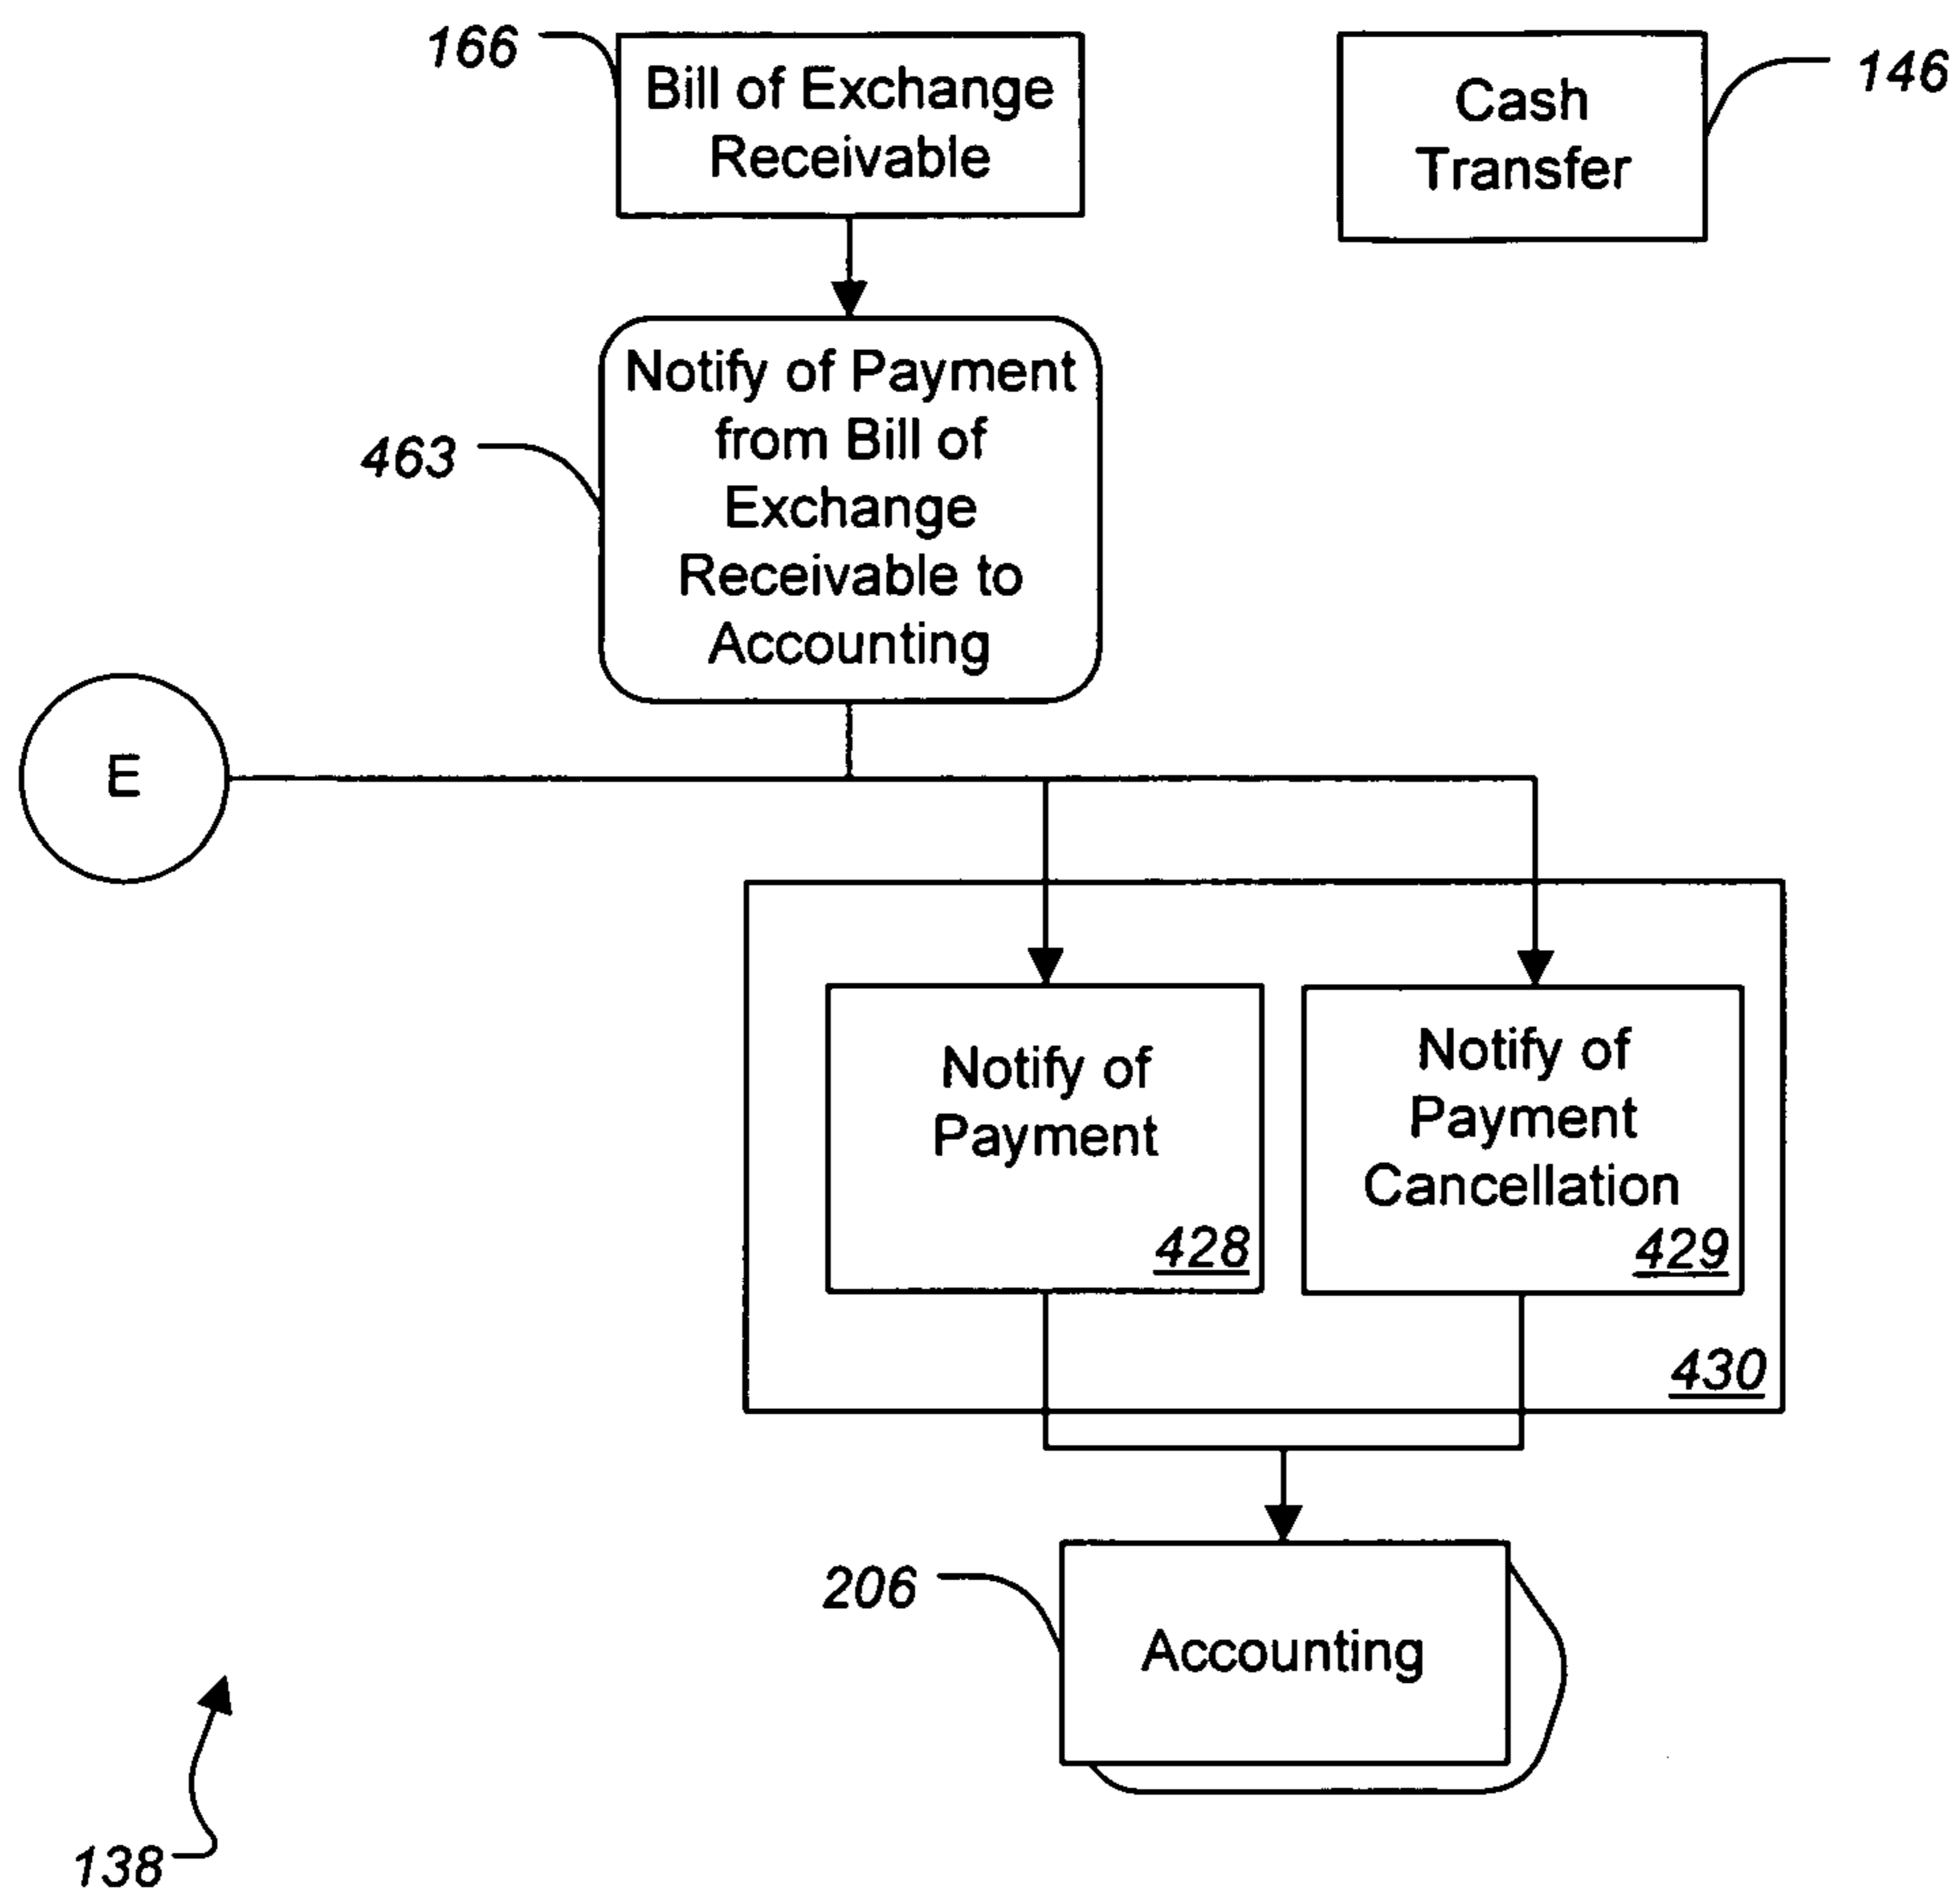 166
Bill of Exchange
Receivable
Cash
Transfer
146
463
Notify of Payment
from Bill of
Exchange
Receivable to
Accounting
E
Notify of
Payment
428
Notify of
Payment
Cancellation
429
430
206
Accounting
138